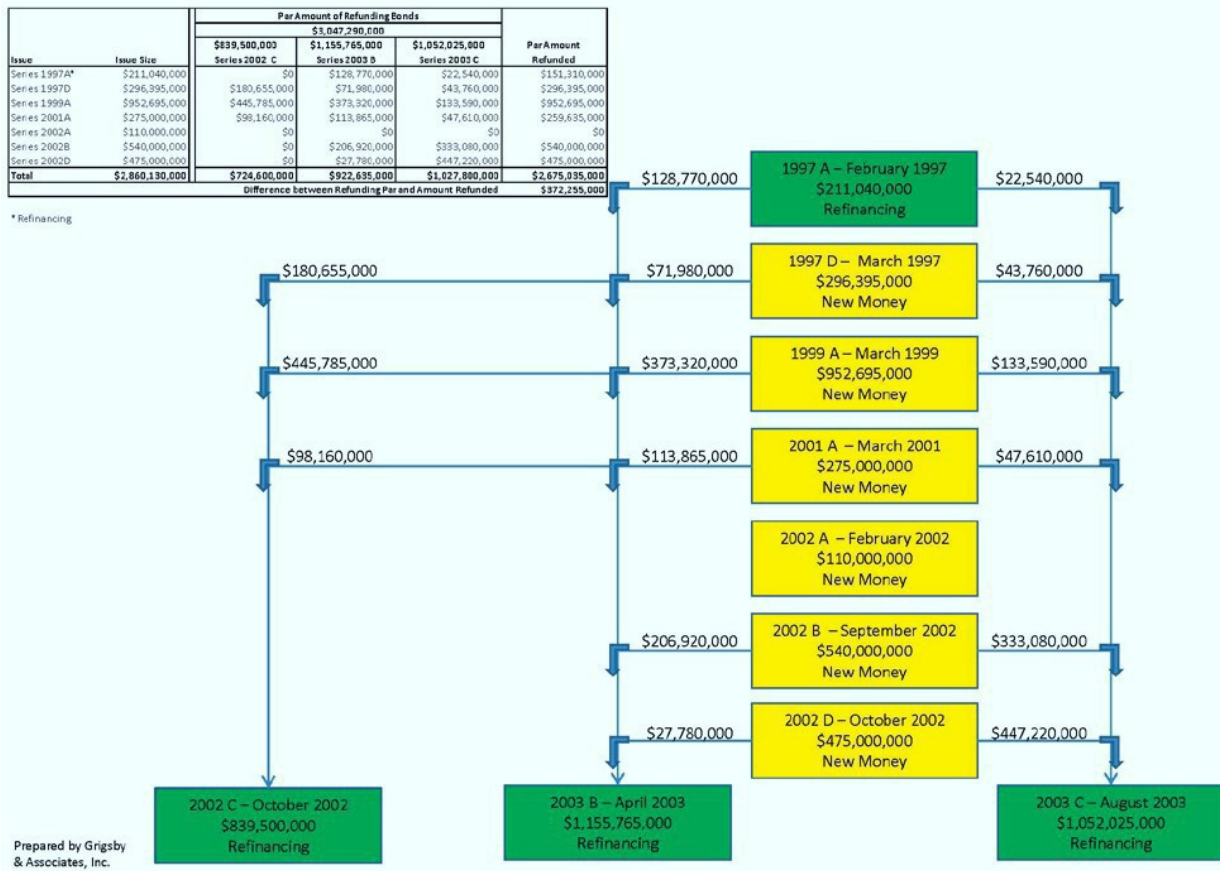 Par Amount of Refunding Bonds
$3,047,290,000
$839,500,000 $1,155,765,000 $1,052,025,000 Par Amount
Issue Issue Size Series 2002 C Series 2003 B Series 2003 C Refunded
Series 1997A* $211,040,000 $0 $128,770,000 $22,540,000 $151,310,000
Series 1997D $296,395,000 $180,655,000 $71,980,000 $43,760,000 $296,395,000
Series 1999A $952,695,000 $445,785,000 $373,320,000 $133,590,000 $952,695,000
Series 2001A $275,000,000 $98,160,000 $113,865,000 $47,610,000 $259,635,000
Series 2002A $110,000,000 $0 $0 $0 $0
Series 2002B $540,000,000 $0 $206,920,000 $333,080,000 $540,000,000
Series 2002D $475,000,000 $0 $27,780,000 $447,220,000 $475,000,000
Total $2,860,130,000 $724,600,000 $922,635,000 $1,027,800,000 $2,675,035,000
Difference between Refunding Par and Amount Refunded $372,255,000
* Refinancing
$128,770,000
1997 A – February 1997
$211,040,000
Refinancing
$22,540,000
$180,655,000
$71,980,000
1997 D – March 1997
$296,395,000
New Money
$43,760,000
$445,785,000
$373,320,000
1999 A – March 1999
$952,695,000
New Money
$133,590,000
$98,160,000
$113,865,000
2001 A – March 2001
$275,000,000
New Money
$47,610,000
2002 A – February 2002
$110,000,000
New Money
$206,920,000
2002 B – September 2002
$540,000,000
New Money
$333,080,000
$27,780,000
2002 D – October 2002
$475,000,000
New Money
$447,220,000
2002 C – October 2002
$839,500,000
Refinancing
2003 B – April 2003
$1,155,765,000
Refinancing
2003 C – August 2003
$1,052,025,000
Refinancing
Prepared by Grigsby
& Associates, Inc.